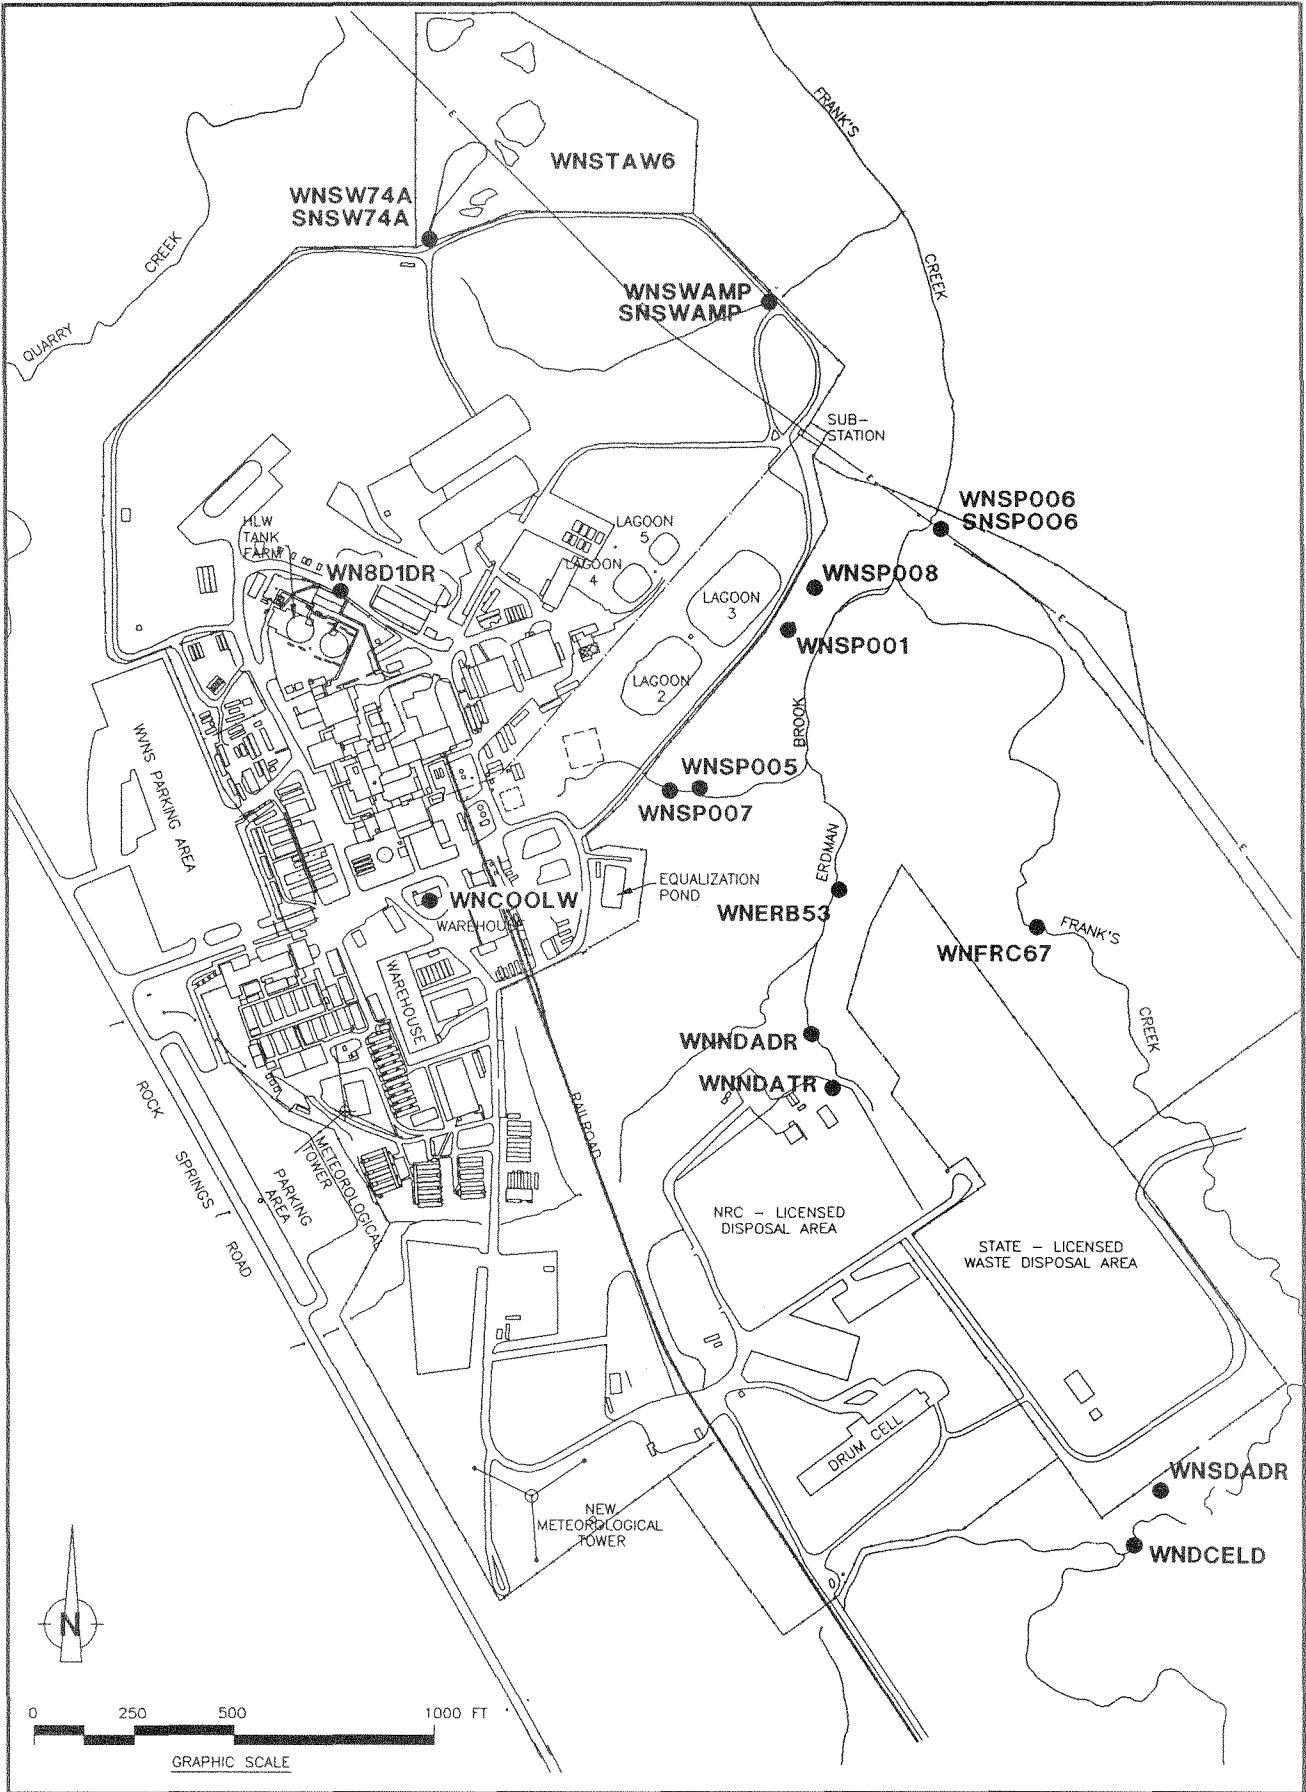 FRANK'S
CREEK
WNSTAW6
WNSW74A
SNSW74A
QUARRY
CREEK
WNSWAMP
SNSWAMP
SUB-
STATION
E
E
E
E
WNSP006
SNSP006
HLW
TANK
FARM
LAGOON
5
LAGOON
4
WN8D1DR
LAGOON
3
WNSP008
WNSP001
LAGOON
2
BROOK
ERDMAN
WVNS PARKING AREA
WNSP005
WNSP007
EQUALIZATION
POND
WNCOOLW
WAREHOUSE
WNERB53
WNFRC67
FRANK'S
CREEK
WAREHOUSE
WNNDADR
WNNDATR
RAILROAD
ROCK
SPRINGS
ROAD
PARKING
AREA
METEOROLOGICAL
TOWER
NRC – LICENSED
DISPOSAL AREA
STATE – LICENSED
WASTE DISPOSAL AREA
DRUM CELL
NEW
METEOROLOGICAL
TOWER
WNSDADR
WNDCELD
N
0 250 500 1000 FT
GRAPHIC SCALE